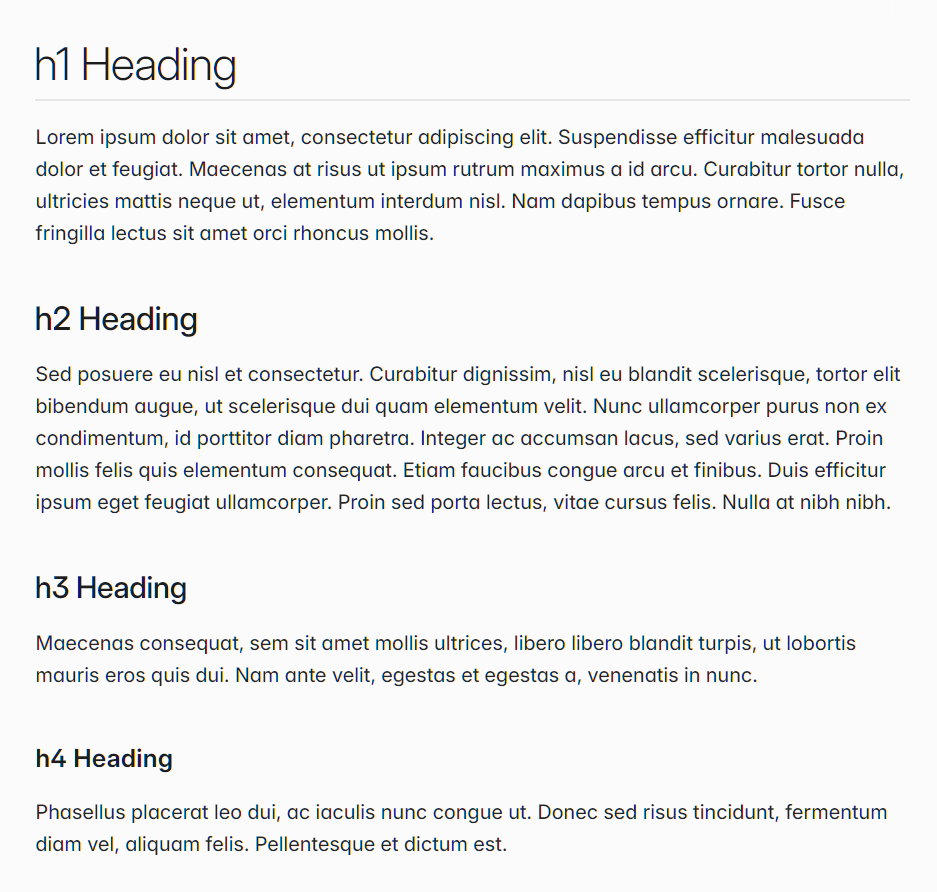 h1 Heading
Lorem ipsum dolor sit amet, consectetur adipiscing elit. Suspendisse efficitur malesuada
dolor et feugiat. Maecenas at risus ut ipsum rutrum maximus a id arcu. Curabitur tortor nulla,
ultricies mattis neque ut, elementum interdum nisl. Nam dapibus tempus ornare. Fusce
fringilla lectus sit amet orci rhoncus mollis.
h2 Heading
Sed posuere eu nisl et consectetur. Curabitur dignissim, nisl eu blandit scelerisque, tortor elit
bibendum augue, ut scelerisque dui quam elementum velit. Nunc ullamcorper purus non ex
condimentum, id porttitor diam pharetra. Integer ac accumsan lacus, sed varius erat. Proin
mollis felis quis elementum consequat. Etiam faucibus congue arcu et finibus. Duis efficitur
ipsum eget feugiat ullamcorper. Proin sed porta lectus, vitae cursus felis. Nulla at nibh nibh.
h3 Heading
Maecenas consequat, sem sit amet mollis ultrices, libero libero blandit turpis, ut lobortis
mauris eros quis dui. Nam ante velit, egestas et egestas a, venenatis in nunc.
h4 Heading
Phasellus placerat leo dui, ac iaculis nunc congue ut. Donec sed risus tincidunt, fermentum
diam vel, aliquam felis. Pellentesque et dictum est.